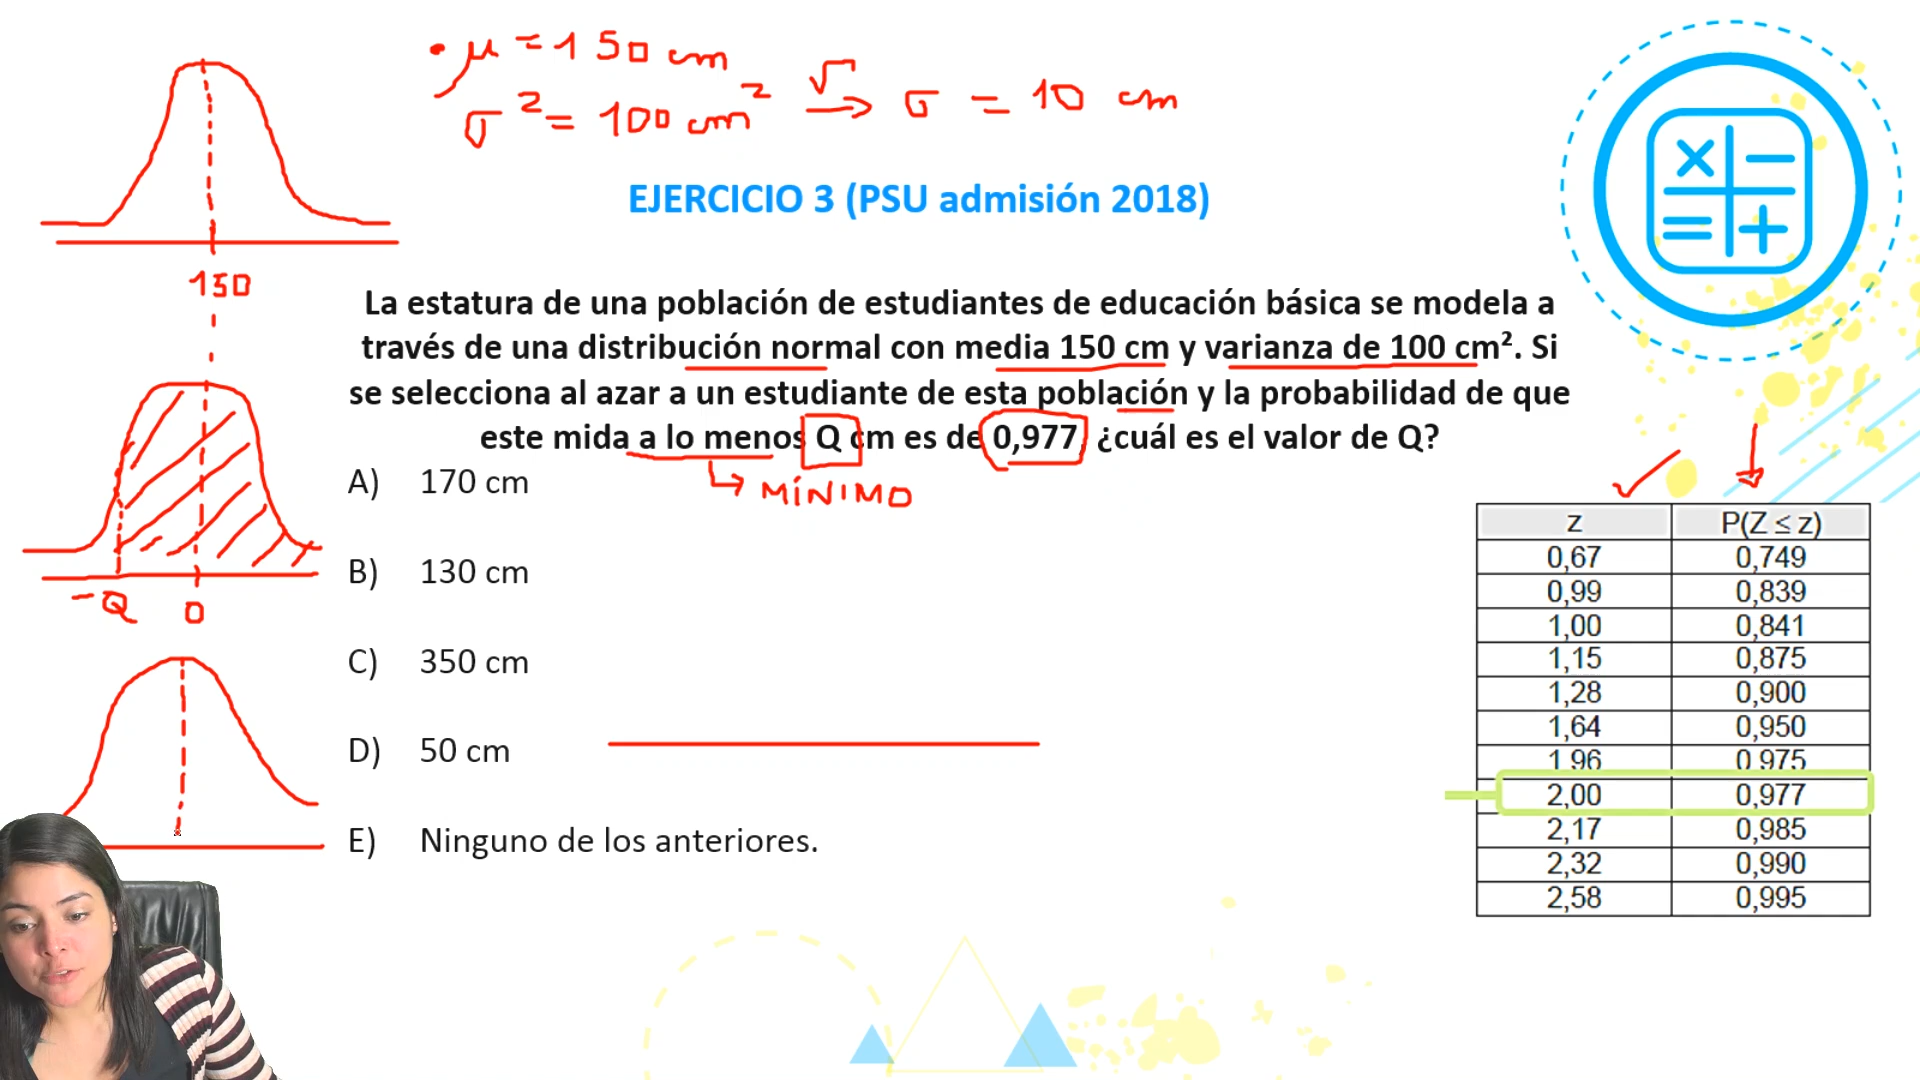 • μ = 150 cm
σ² = 100 cm² √→ σ = 10 cm
EJERCICIO 3 (PSU admisión 2018)
150
La estatura de una población de estudiantes de educación básica se modela a
través de una distribución normal con media 150 cm y varianza de 100 cm². Si
se selecciona al azar a un estudiante de esta población y la probabilidad de que
este mida a lo menos Q cm es de 0,977, ¿cuál es el valor de Q?
↳ MÍNIMO
A) 170 cm
B) 130 cm
-Q 0
C) 350 cm
D) 50 cm
E) Ninguno de los anteriores.
z P(Z ≤ z)
0,67 0,749
0,99 0,839
1,00 0,841
1,15 0,875
1,28 0,900
1,64 0,950
1,96 0,975
2,00 0,977
2,17 0,985
2,32 0,990
2,58 0,995